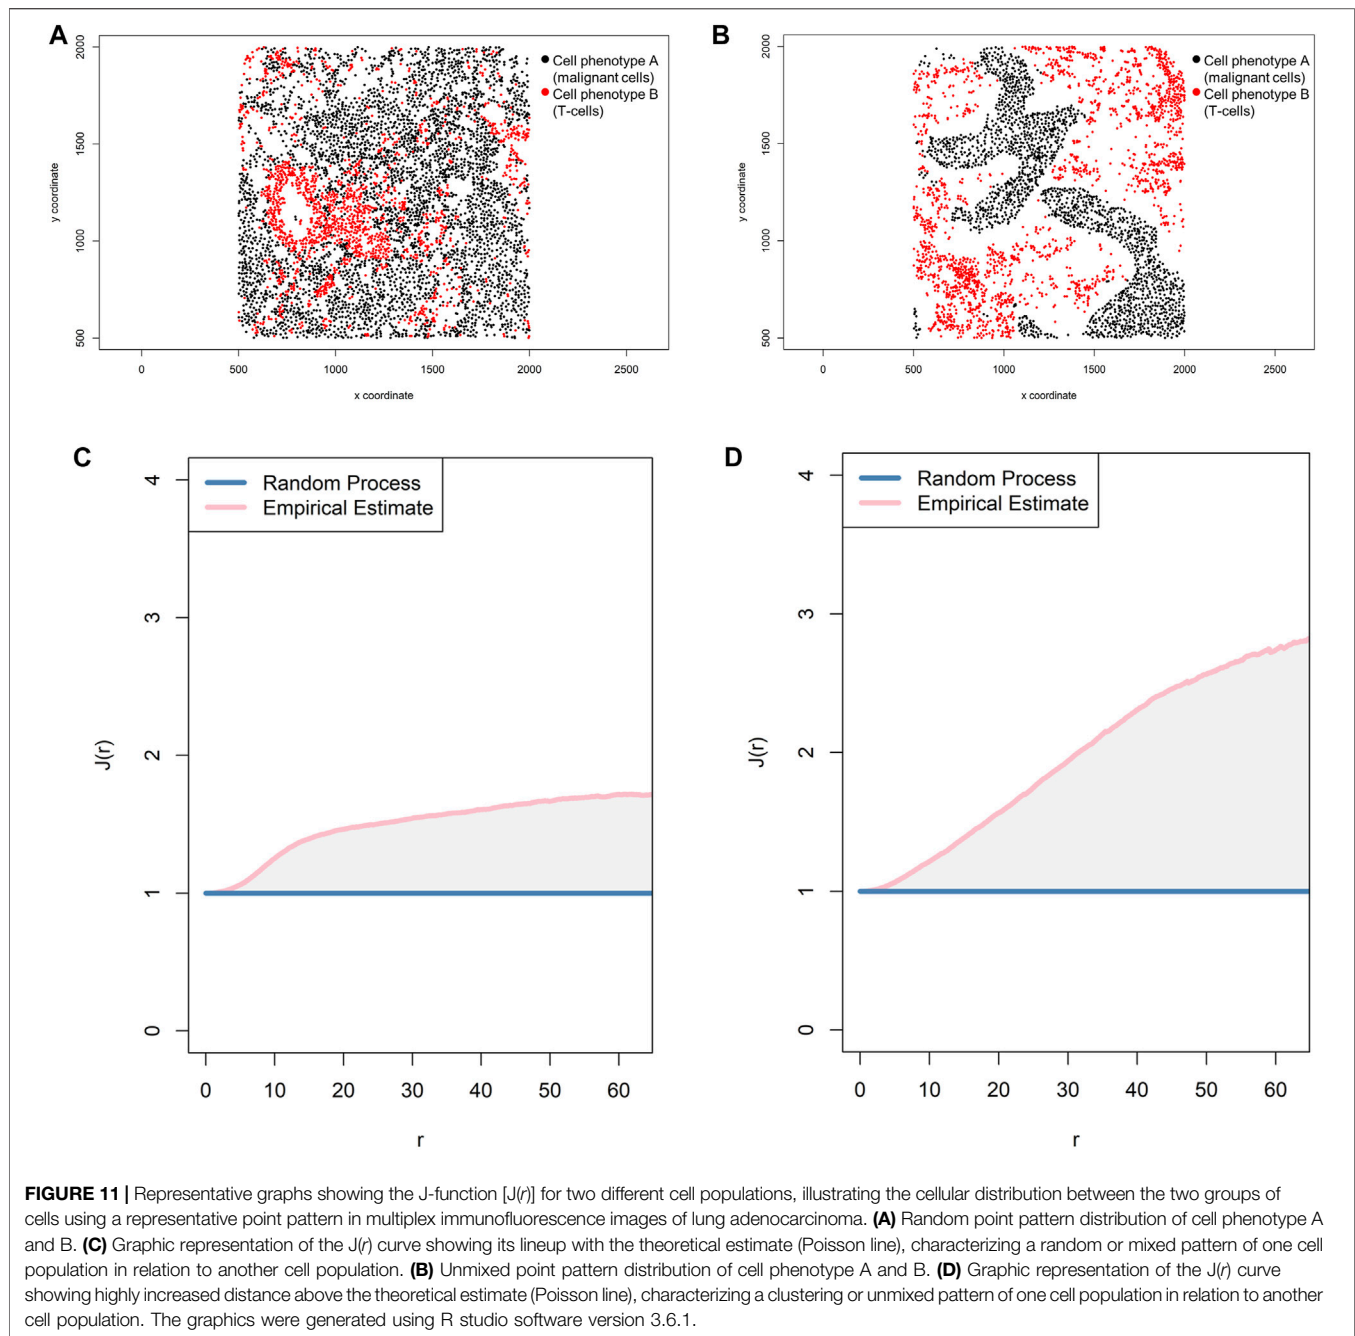 A
Cell phenotype A
(malignant cells)
Cell phenotype B
(T-cells)
y coordinate
2000
1500
1000
500
0 500 1000 1500 2000 2500
x coordinate
B
Cell phenotype A
(malignant cells)
Cell phenotype B
(T-cells)
y coordinate
2000
1500
1000
500
0 500 1000 1500 2000 2500
x coordinate
C
Random Process
Empirical Estimate
J(r)
4
3
2
1
0
0 10 20 30 40 50 60
r
D
Random Process
Empirical Estimate
J(r)
4
3
2
1
0
0 10 20 30 40 50 60
r
FIGURE 11 | Representative graphs showing the J-function [J(r)] for two different cell populations, illustrating the cellular distribution between the two groups of
cells using a representative point pattern in multiplex immunofluorescence images of lung adenocarcinoma. (A) Random point pattern distribution of cell phenotype A
and B. (C) Graphic representation of the J(r) curve showing its lineup with the theoretical estimate (Poisson line), characterizing a random or mixed pattern of one cell
population in relation to another cell population. (B) Unmixed point pattern distribution of cell phenotype A and B. (D) Graphic representation of the J(r) curve
showing highly increased distance above the theoretical estimate (Poisson line), characterizing a clustering or unmixed pattern of one cell population in relation to another
cell population. The graphics were generated using R studio software version 3.6.1.